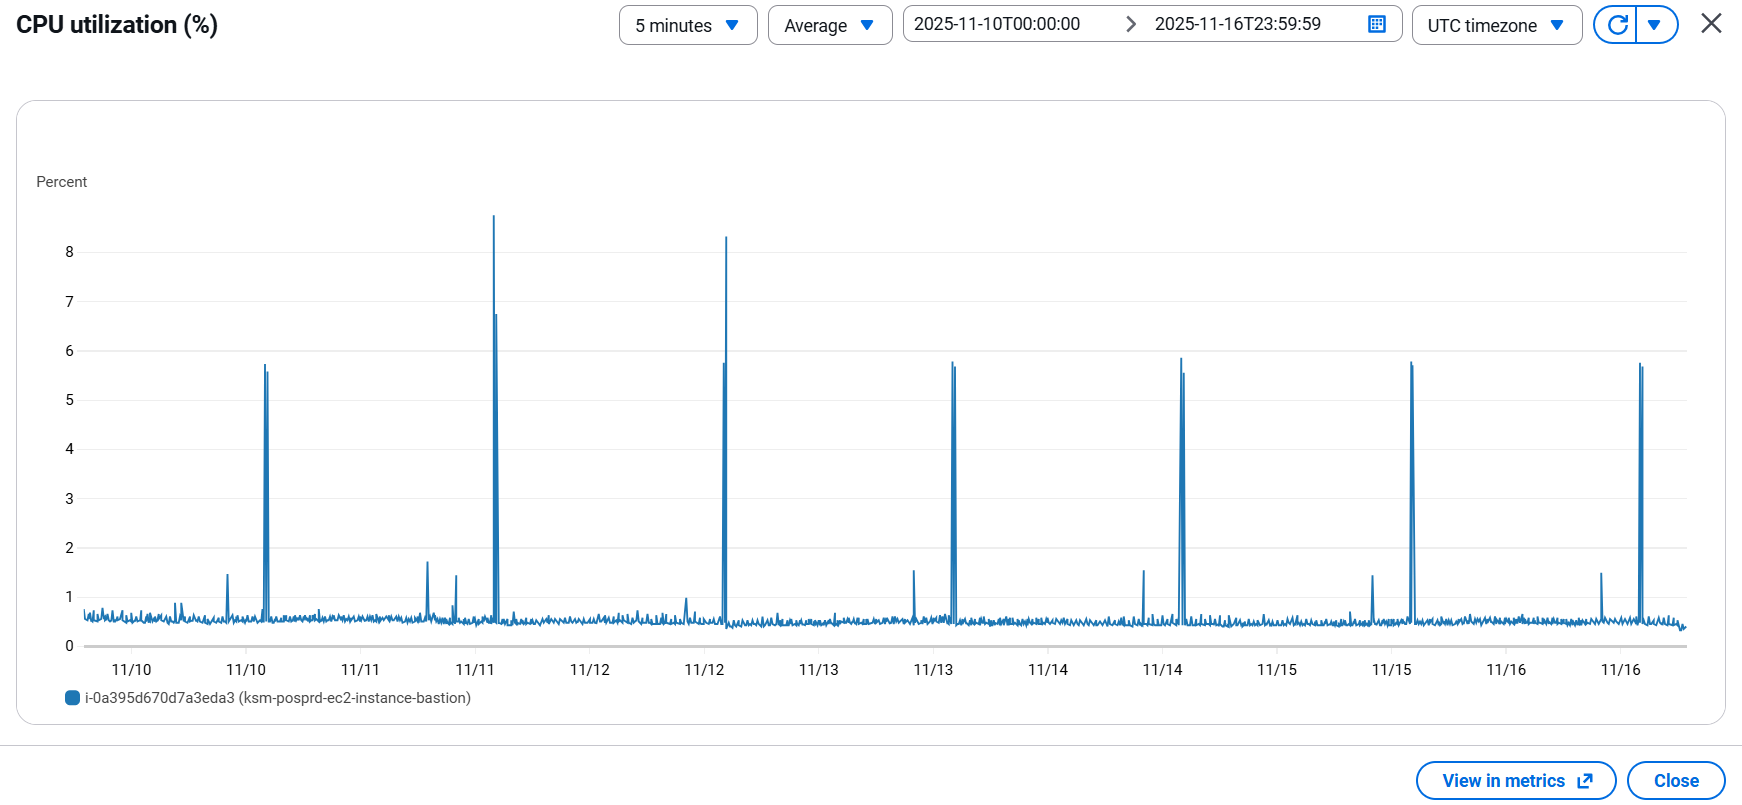 CPU utilization (%)
5 minutes
Average
2025-11-10T00:00:00
2025-11-16T23:59:59
UTC timezone
Percent
8
7
6
5
4
3
2
1
0
11/10 11/10 11/11 11/11 11/12 11/12 11/13 11/13 11/14 11/14 11/15 11/15 11/16 11/16
i-0a395d670d7a3eda3 (ksm-posprd-ec2-instance-bastion)
View in metrics
Close